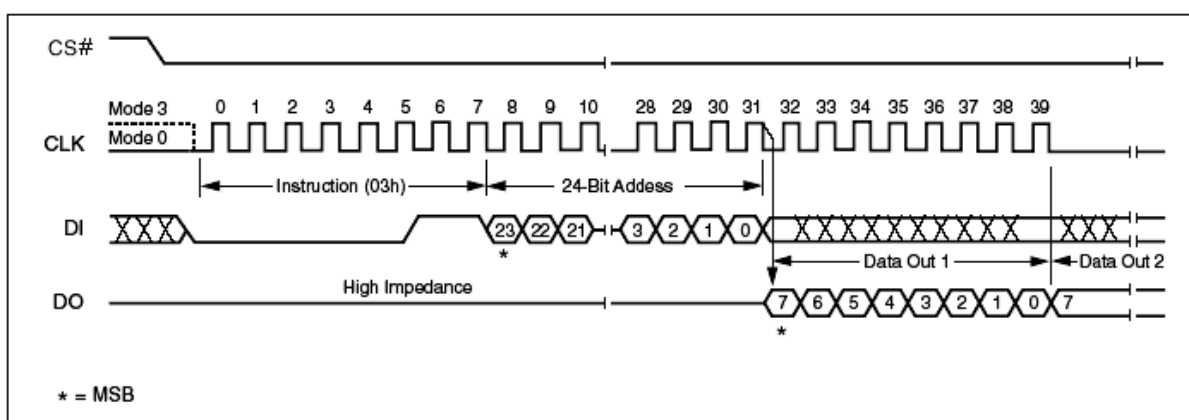 CS#
Mode 3 0 1 2 3 4 5 6 7 8 9 10 28 29 30 31 32 33 34 35 36 37 38 39
CLK Mode 0
Instruction (03h) 24-Bit Addess
DI 23 22 21 3 2 1 0
* Data Out 1 Data Out 2
High Impedance
DO 7 6 5 4 3 2 1 0 7
*
* = MSB